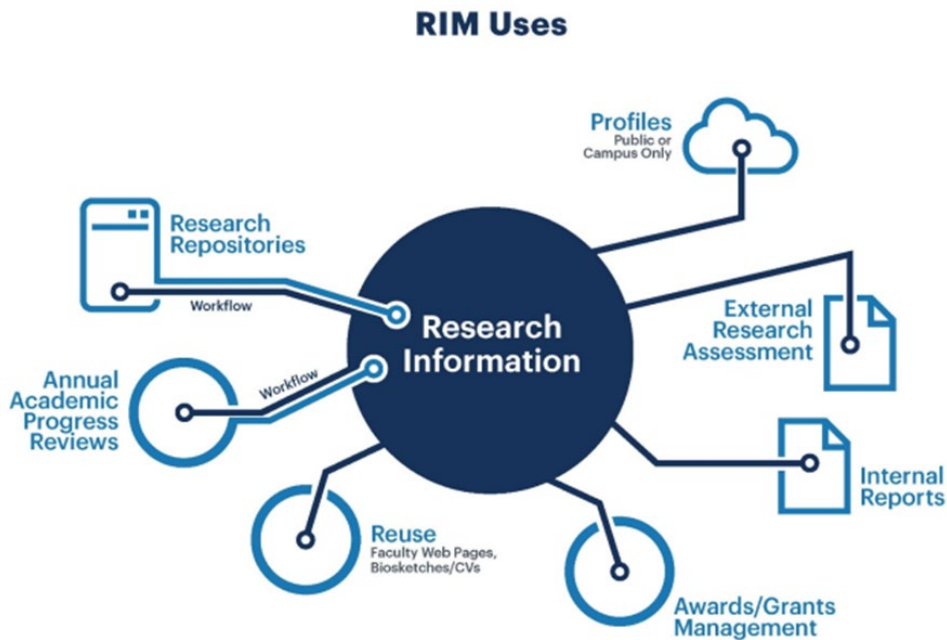 RIM Uses
Profiles
Public or
Campus Only
Research
Repositories
Workflow
Research
Information
External
Research
Assessment
Annual
Academic
Progress
Reviews
Workflow
Internal
Reports
Reuse
Faculty Web Pages,
Biosketches/CVs
Awards/Grants
Management